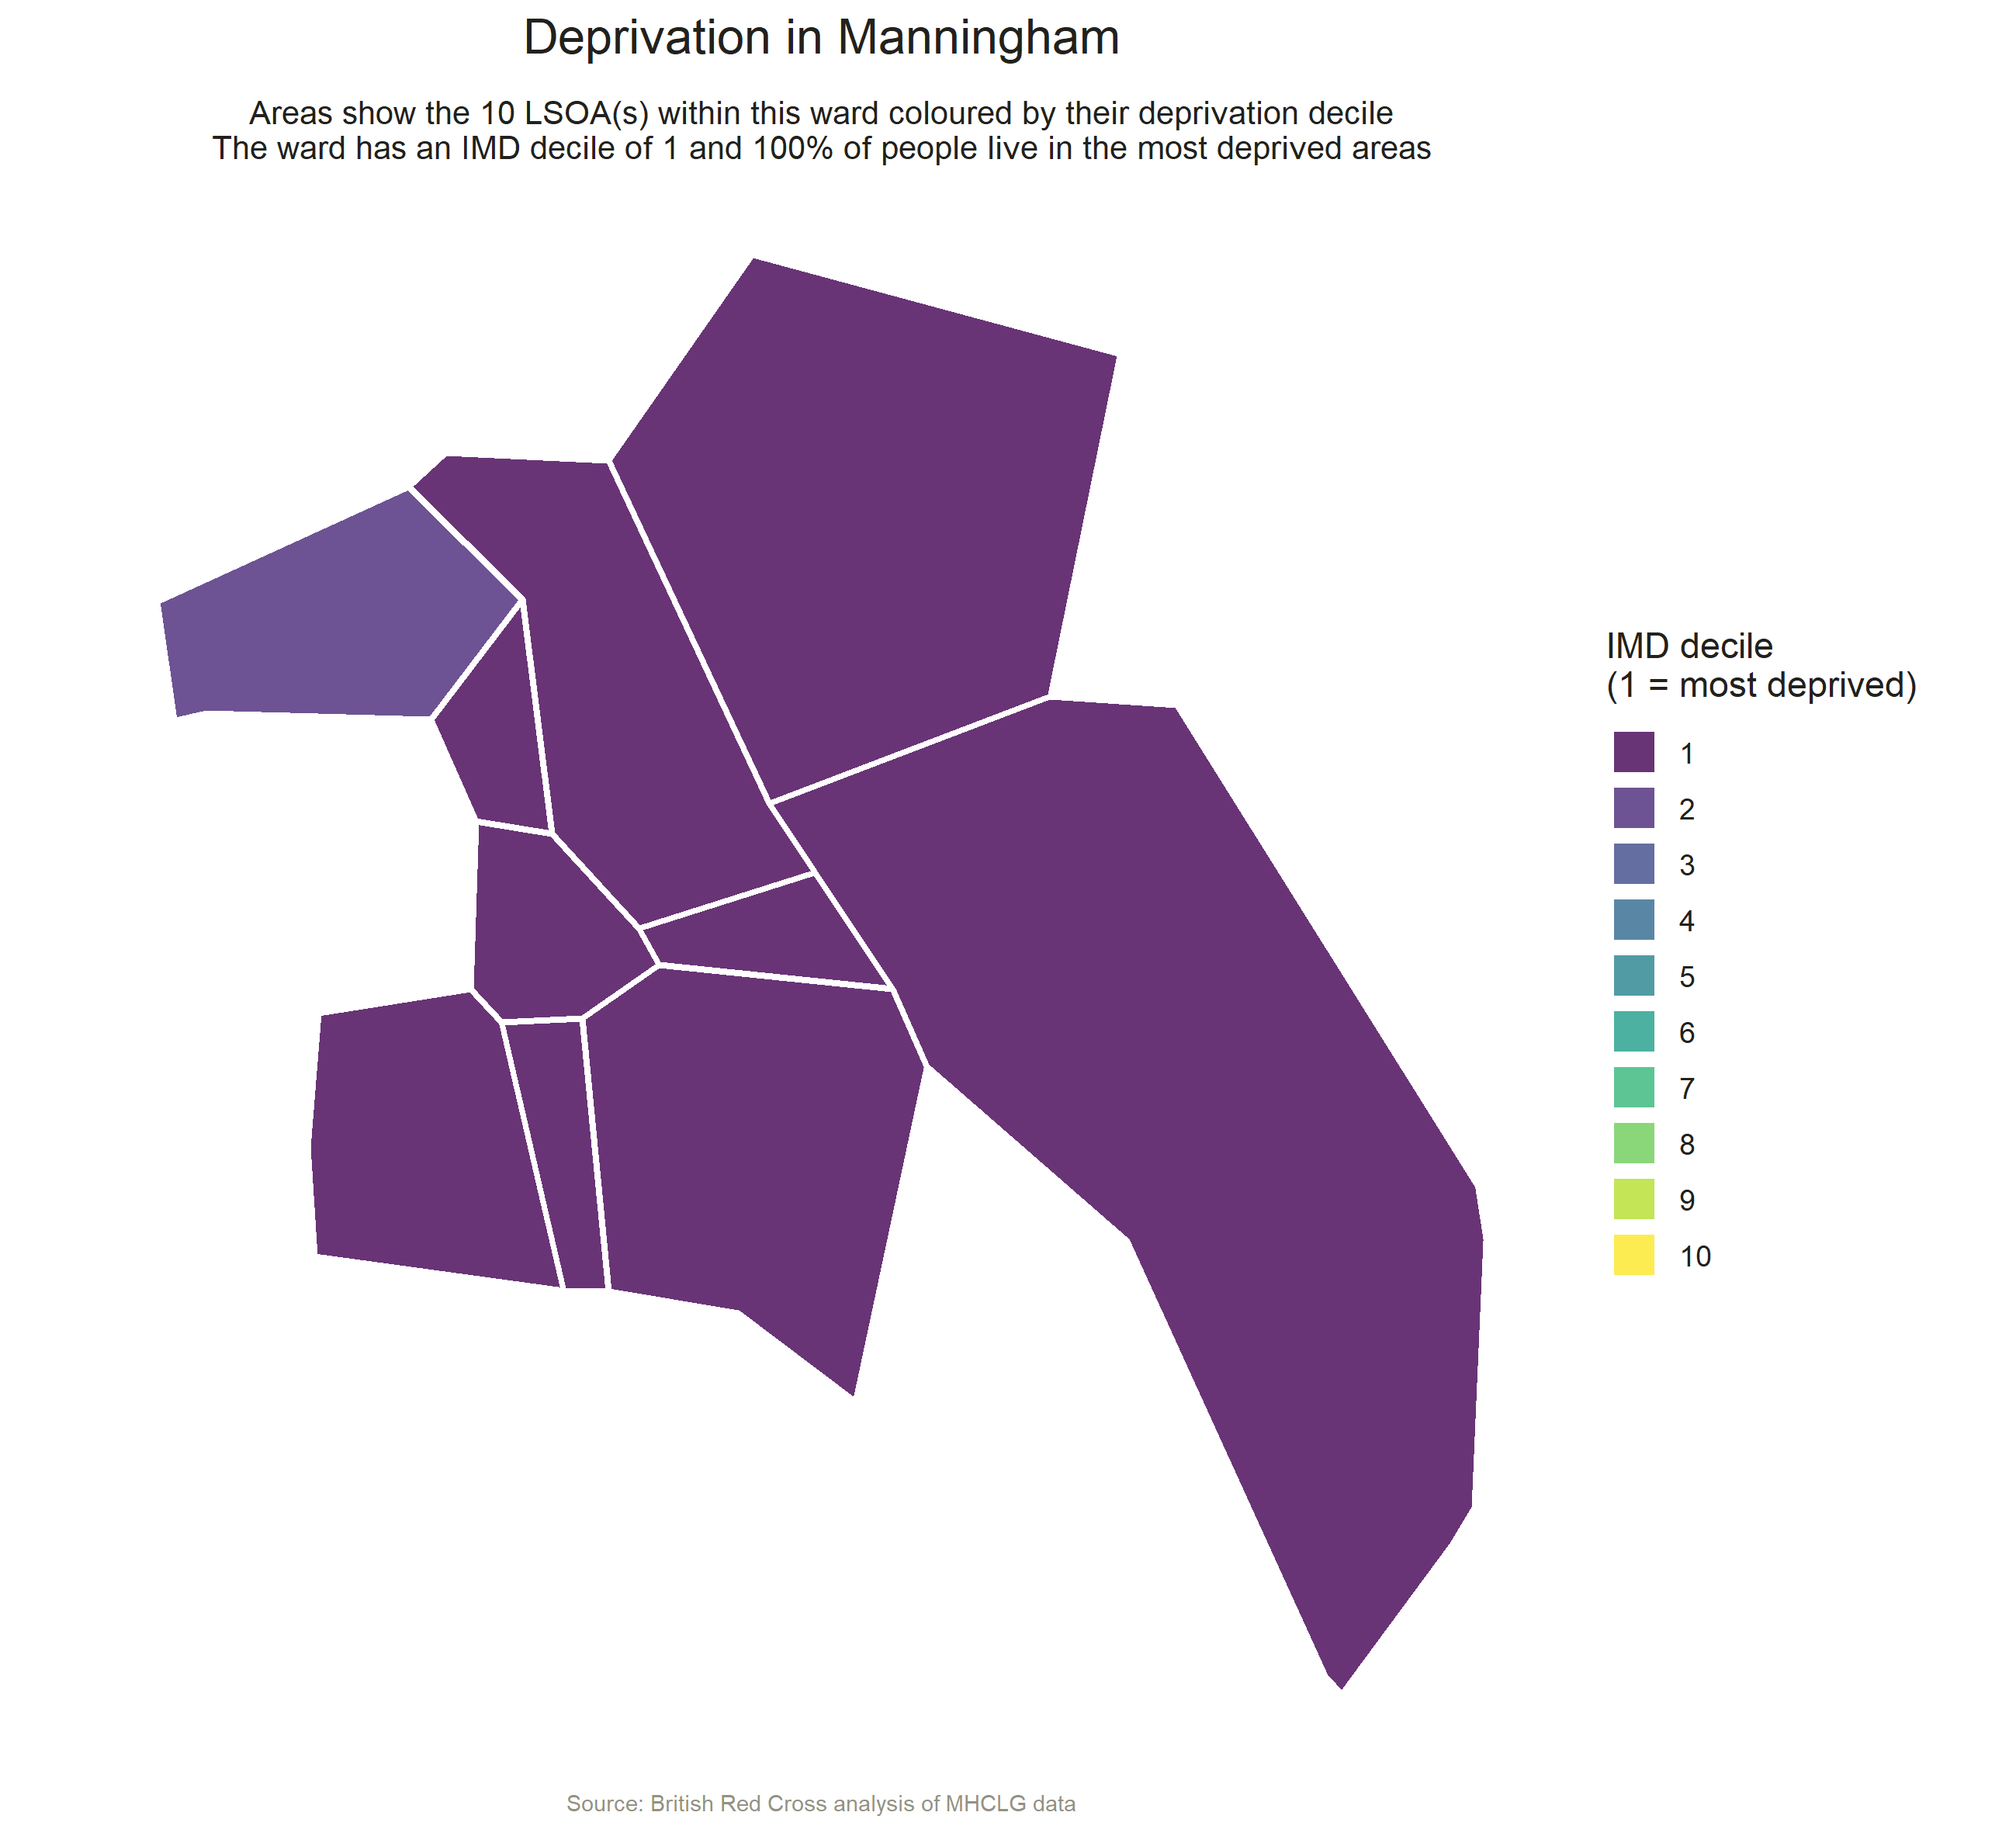 Deprivation in Manningham
Areas show the 10 LSOA(s) within this ward coloured by their deprivation decile
The ward has an IMD decile of 1 and 100% of people live in the most deprived areas
IMD decile
(1 = most deprived)
1
2
3
4
5
6
7
8
9
10
Source: British Red Cross analysis of MHCLG data